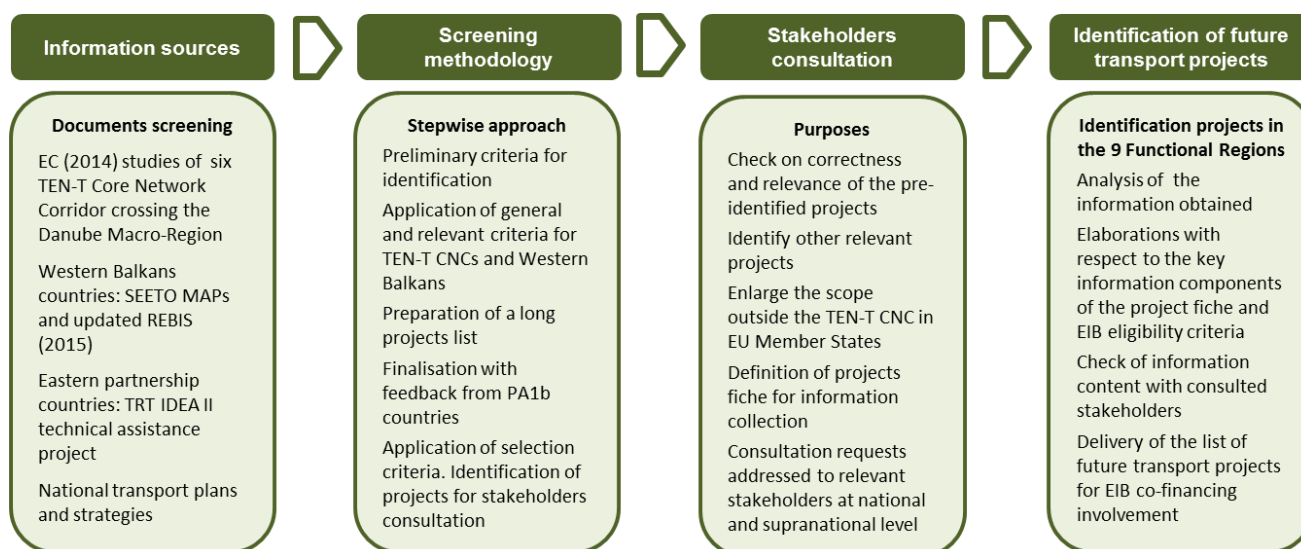 Information sources
Documents screening
EC (2014) studies of six
TEN-T Core Network
Corridor crossing the
Danube Macro-Region
Western Balkans
countries: SEETO MAPs
and updated REBIS
(2015)
Eastern partnership
countries: TRT IDEA II
technical assistance
project
National transport plans
and strategies
Screening
methodology
Stepwise approach
Preliminary criteria for
identification
Application of general
and relevant criteria for
TEN-T CNCs and Western
Balkans
Preparation of a long
projects list
Finalisation with
feedback from PA1b
countries
Application of selection
criteria. Identification of
projects for stakeholders
consultation
Stakeholders
consultation
Purposes
Check on correctness
and relevance of the pre-
identified projects
Identify other relevant
projects
Enlarge the scope
outside the TEN-T CNC in
EU Member States
Definition of projects
fiche for information
collection
Consultation requests
addressed to relevant
stakeholders at national
and supranational level
Identification of future
transport projects
Identification projects in
the 9 Functional Regions
Analysis of the
information obtained
Elaborations with
respect to the key
information components
of the project fiche and
EIB eligibility criteria
Check of information
content with consulted
stakeholders
Delivery of the list of
future transport projects
for EIB co-financing
involvement